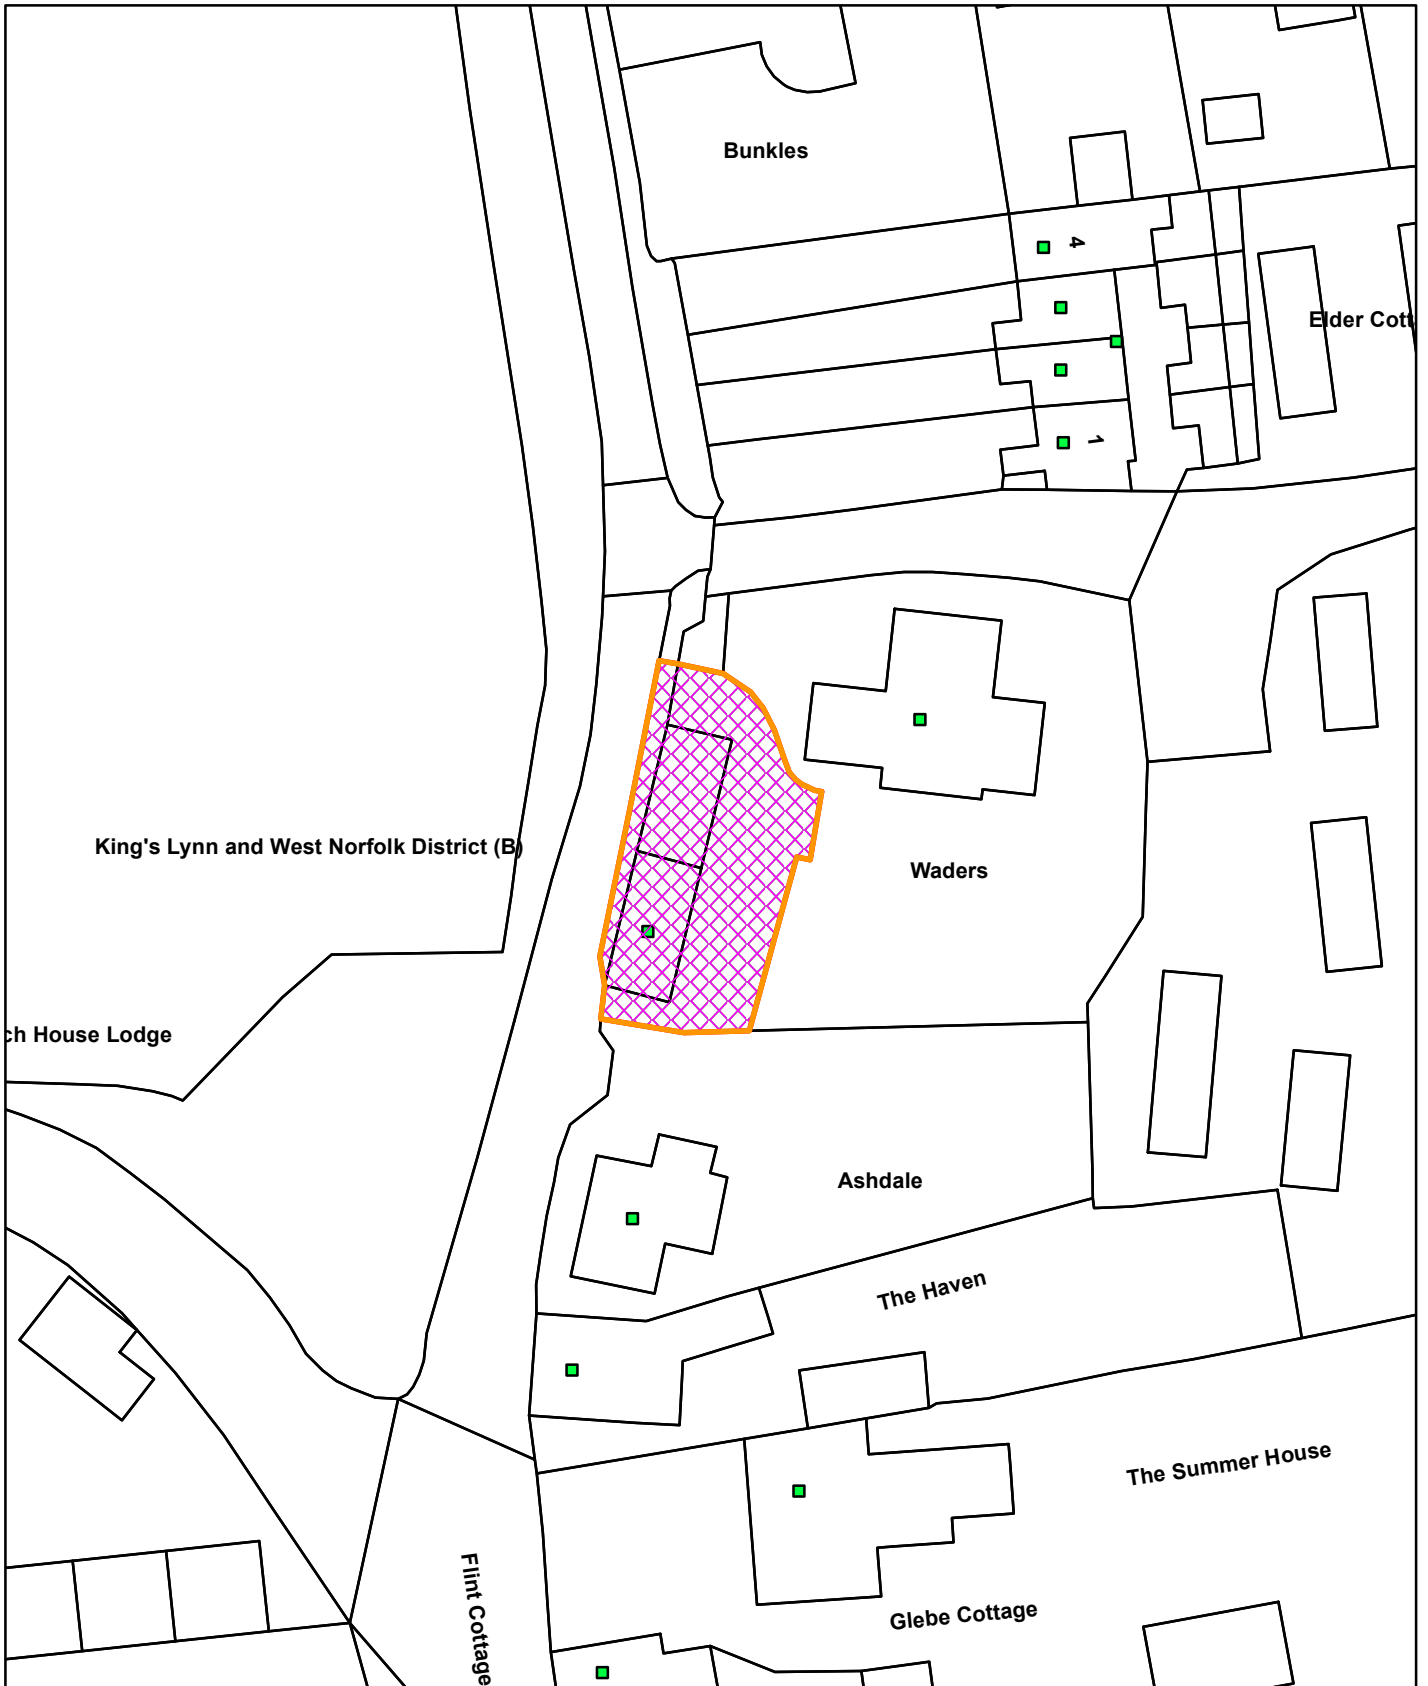 Bunkles
4
Elder Cott
1
King's Lynn and West Norfolk District (B)
Waders
ch House Lodge
Ashdale
The Haven
The Summer House
Flint Cottage
Glebe Cottage